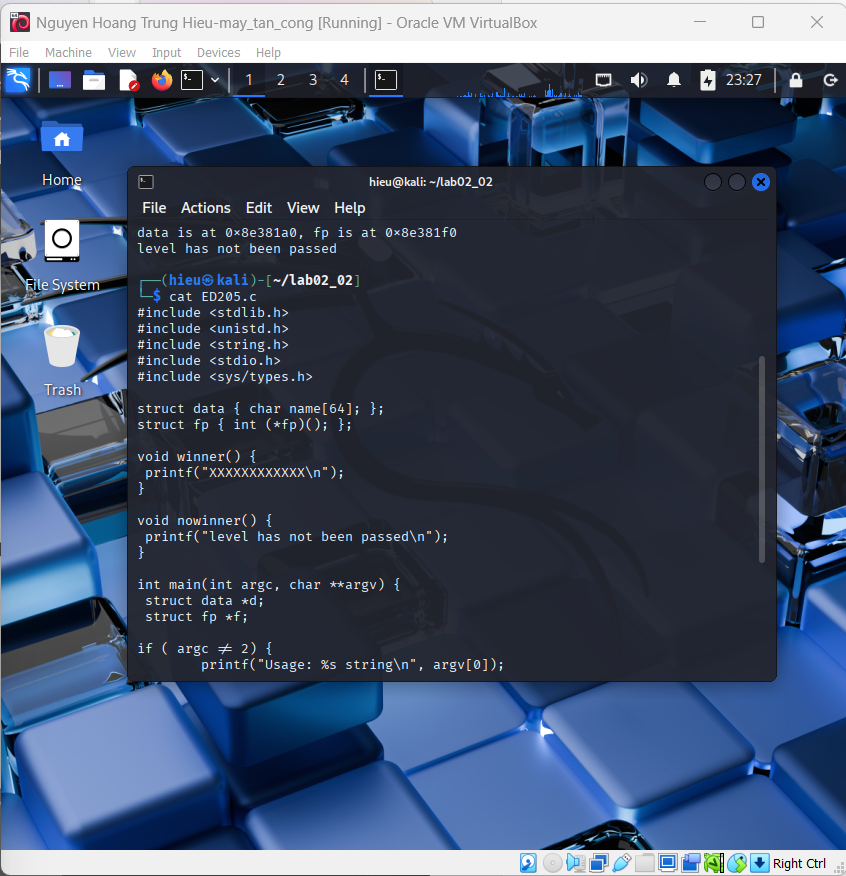 Nguyen Hoang Trung Hieu-may_tan_cong [Running] - Oracle VM VirtualBox
File Machine View Input Devices Help
1 2 3 4 23:27
Home
File System
Trash
hieu@kali: ~/lab02_02
File Actions Edit View Help
data is at 0×8e381a0, fp is at 0×8e381f0
level has not been passed
┌──(hieu㉿kali)-[~/lab02_02]
└─$ cat ED205.c
#include <stdlib.h>
#include <unistd.h>
#include <string.h>
#include <stdio.h>
#include <sys/types.h>
struct data { char name[64]; };
struct fp { int (*fp)(); };
void winner() {
printf("XXXXXXXXXXXX\n");
}
void nowinner() {
printf("level has not been passed\n");
}
int main(int argc, char **argv) {
struct data *d;
struct fp *f;
if ( argc ≠ 2) {
printf("Usage: %s string\n", argv[0]);
Right Ctrl